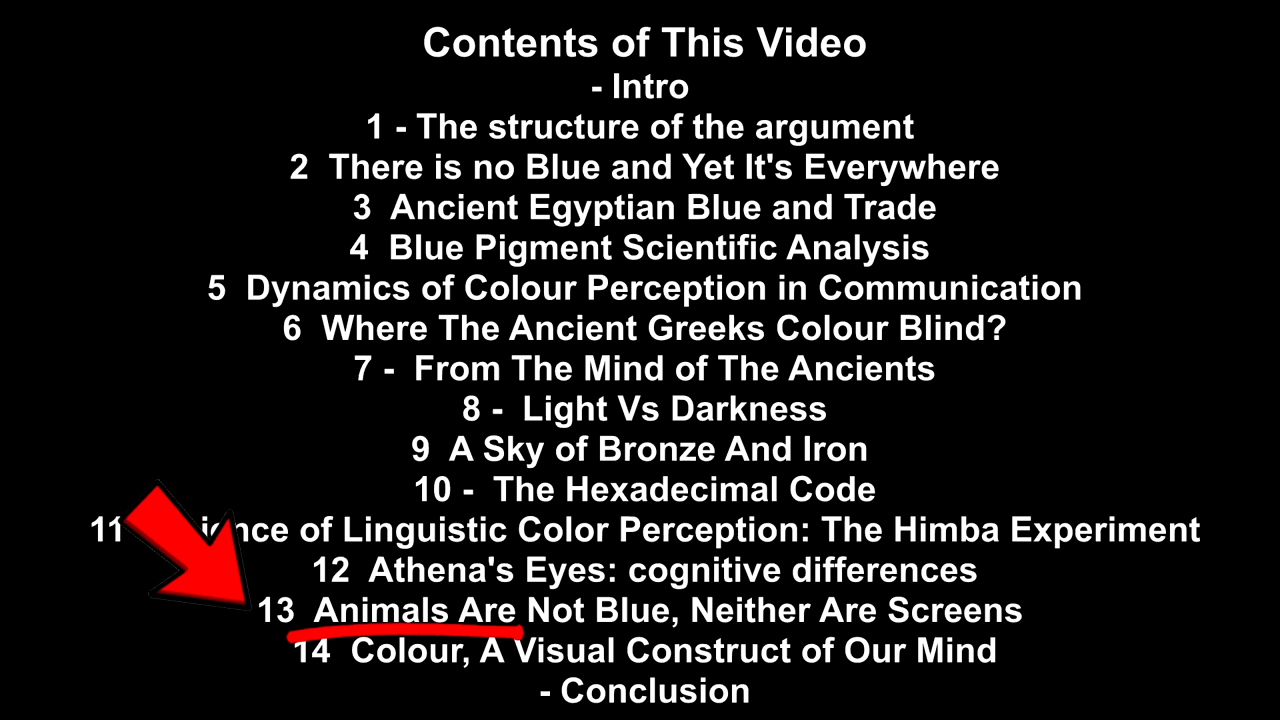 Contents of This Video
- Intro
1 - The structure of the argument
2  There is no Blue and Yet It's Everywhere
3  Ancient Egyptian Blue and Trade
4  Blue Pigment Scientific Analysis
5  Dynamics of Colour Perception in Communication
6  Where The Ancient Greeks Colour Blind?
7 -  From The Mind of The Ancients
8 -  Light Vs Darkness
9  A Sky of Bronze And Iron
10 -  The Hexadecimal Code
11 of Linguistic Color Perception: The Himba Experiment
12  Athena's Eyes: cognitive differences
13  Animals Are Not Blue, Neither Are Screens
14  Colour, A Visual Construct of Our Mind
- Conclusion